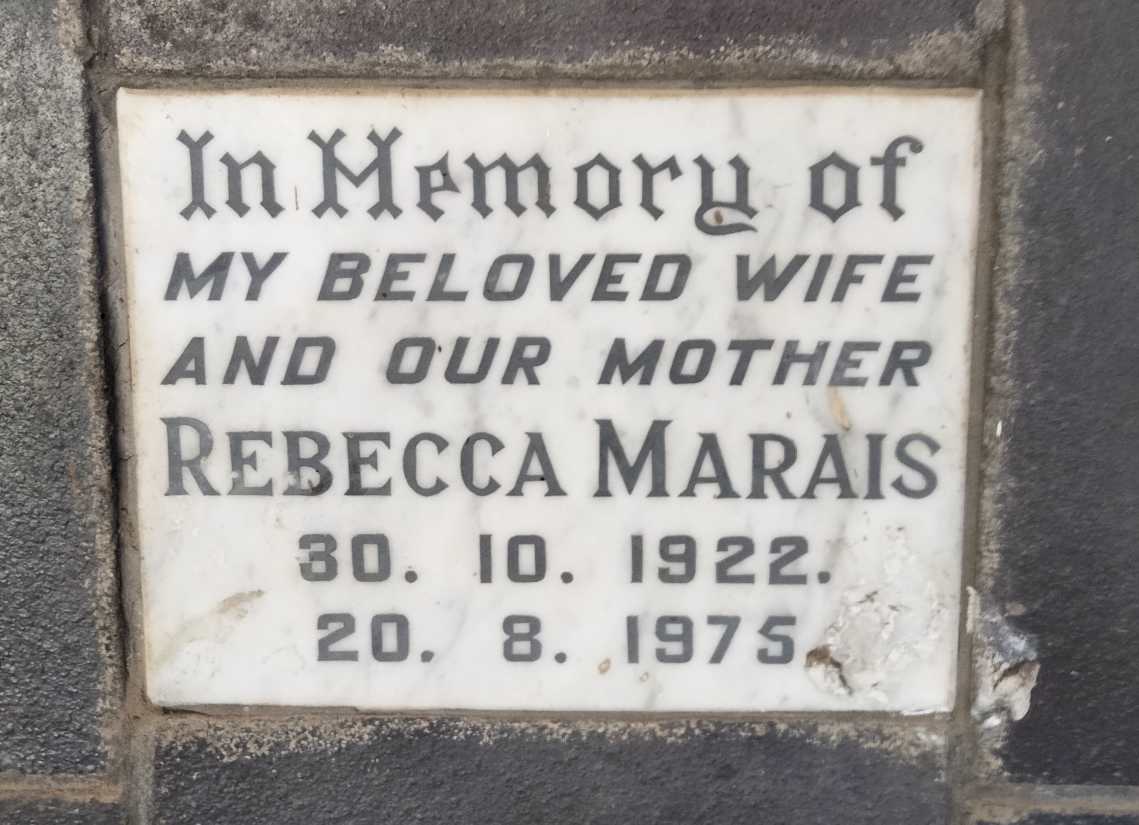 In Memory of
MY BELOVED WIFE
AND OUR MOTHER
REBECCA MARAIS
30. 10. 1922.
20. 8. 1975